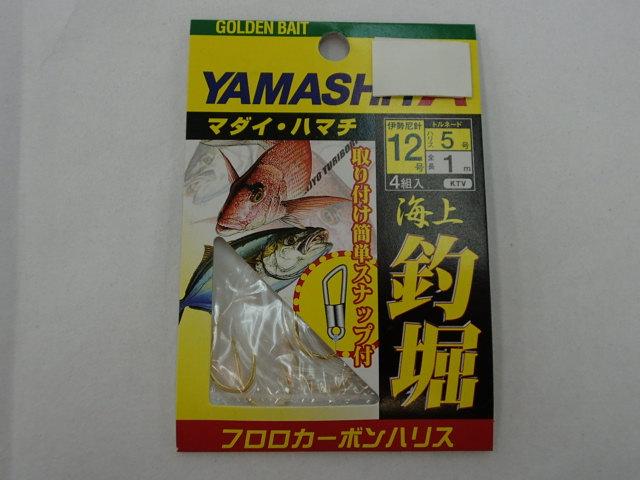 GOLDEN BAIT
YAMASHITA
マダイ・ハマチ
伊勢尼針
12号
トルネード
ハリス 5号
全長 1m
4組入
KTV
取り付け簡単スナップ付
海上
釣堀
フロロカーボンハリス